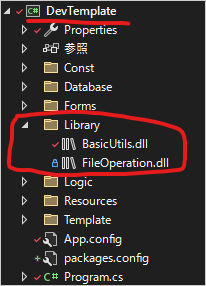 DevTemplate
Properties
参照
Const
Database
Forms
Library
BasicUtils.dll
FileOperation.dll
Logic
Resources
Template
App.config
packages.config
Program.cs